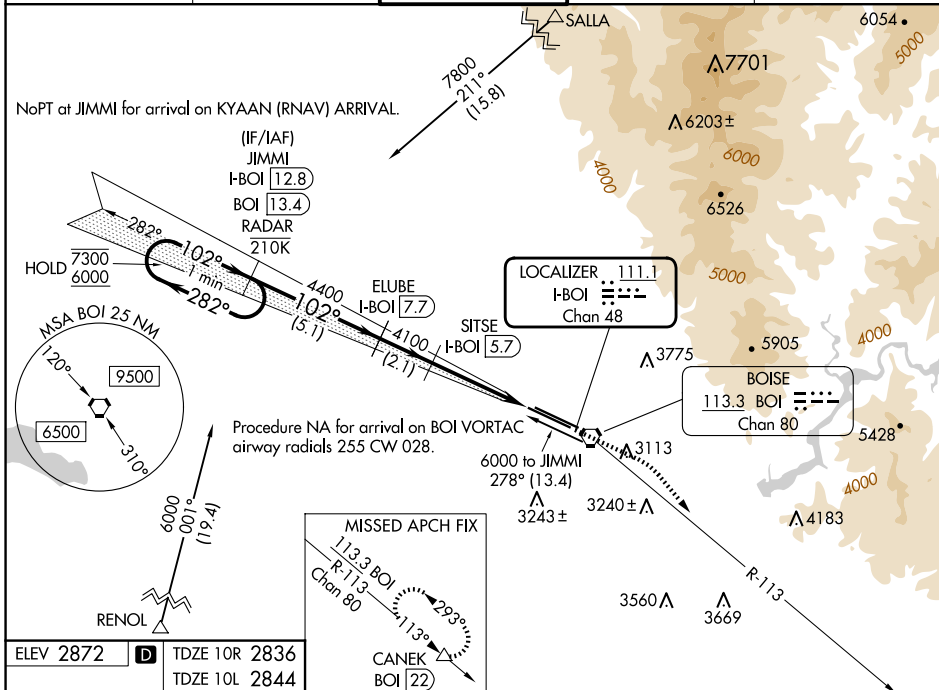 SALLA
6054
5000
7701
7800
211°
(15.8)
NoPT at JIMMI for arrival on KYAAN (RNAV) ARRIVAL.
6203±
6000
4000
(IF/IAF)
JIMMI
I-BOI 12.8
BOI 13.4
RADAR
210K
6526
282°
102°
HOLD 7300
6000
1 min
282°
4400
102°
(5.1)
ELUBE
I-BOI 7.7
4100
(2.1)
SITSE
I-BOI 5.7
LOCALIZER 111.1
I-BOI
Chan 48
5000
5905
4000
3775
MSA BOI 25 NM
120°
9500
6500
310°
BOISE
113.3 BOI
Chan 80
5428
4000
Procedure NA for arrival on BOI VORTAC
airway radials 255 CW 028.
6000 to JIMMI
278° (13.4)
3113
3243±
3240±
4183
6000
001°
(19.4)
RENOL
MISSED APCH FIX
113.3 BOI
R-113
Chan 80
293°
113°
CANEK
BOI 22
R-113
3560
3669
ELEV 2872
D
TDZE 10R 2836
TDZE 10L 2844